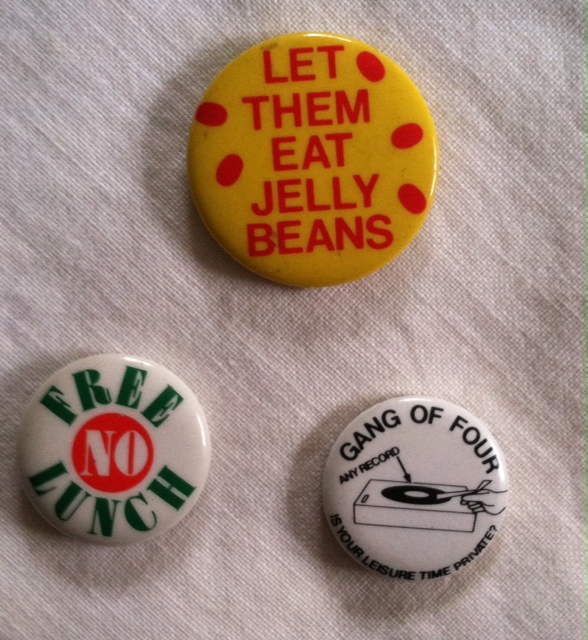 LET
THEM
EAT
JELLY
BEANS
FREE
NO
LUNCH
GANG OF FOUR
ANY RECORD
IS YOUR LEISURE TIME PRIVATE?